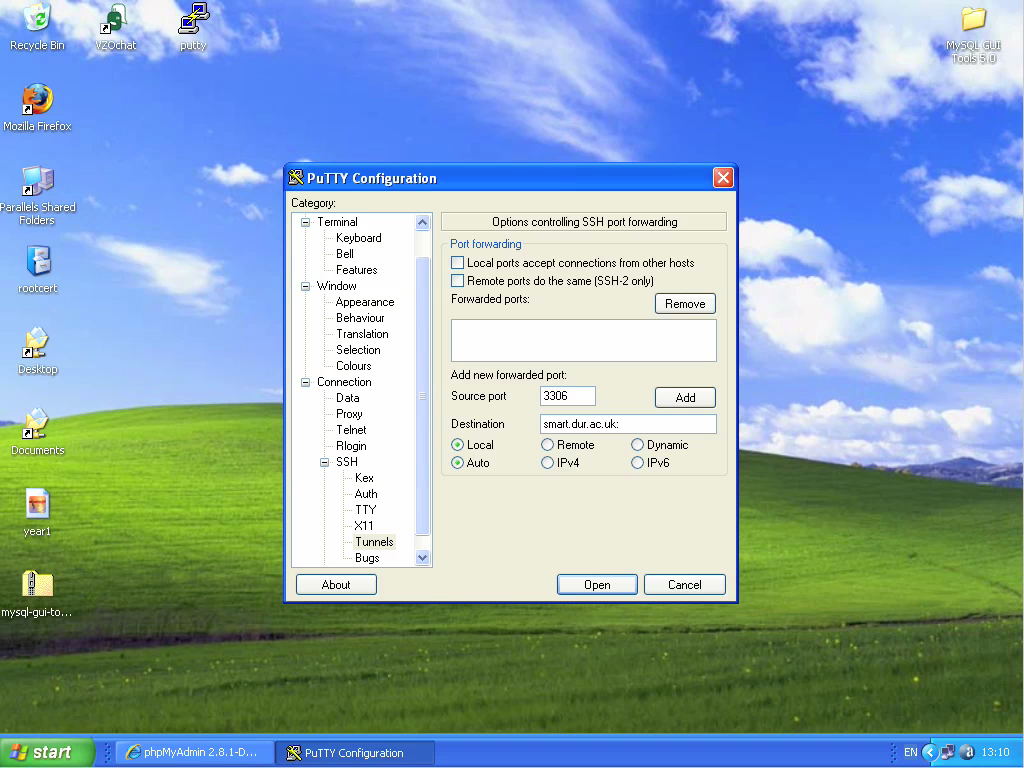 Recycle Bin
VZOchat
putty
MySQL GUI
Tools 5.0
Mozilla Firefox
Parallels Shared
Folders
rootcert
Desktop
Documents
year1
mysql-gui-to...
PuTTY Configuration
Category:
Terminal
Keyboard
Bell
Features
Window
Appearance
Behaviour
Translation
Selection
Colours
Connection
Data
Proxy
Telnet
Rlogin
SSH
Kex
Auth
TTY
X11
Tunnels
Bugs
Options controlling SSH port forwarding
Port forwarding
Local ports accept connections from other hosts
Remote ports do the same (SSH-2 only)
Forwarded ports:
Remove
Add new forwarded port:
Source port
3306
Add
Destination
smart.dur.ac.uk:
Local
Remote
Dynamic
Auto
IPv4
IPv6
About
Open
Cancel
start
phpMyAdmin 2.8.1-D...
PuTTY Configuration
EN
13:10